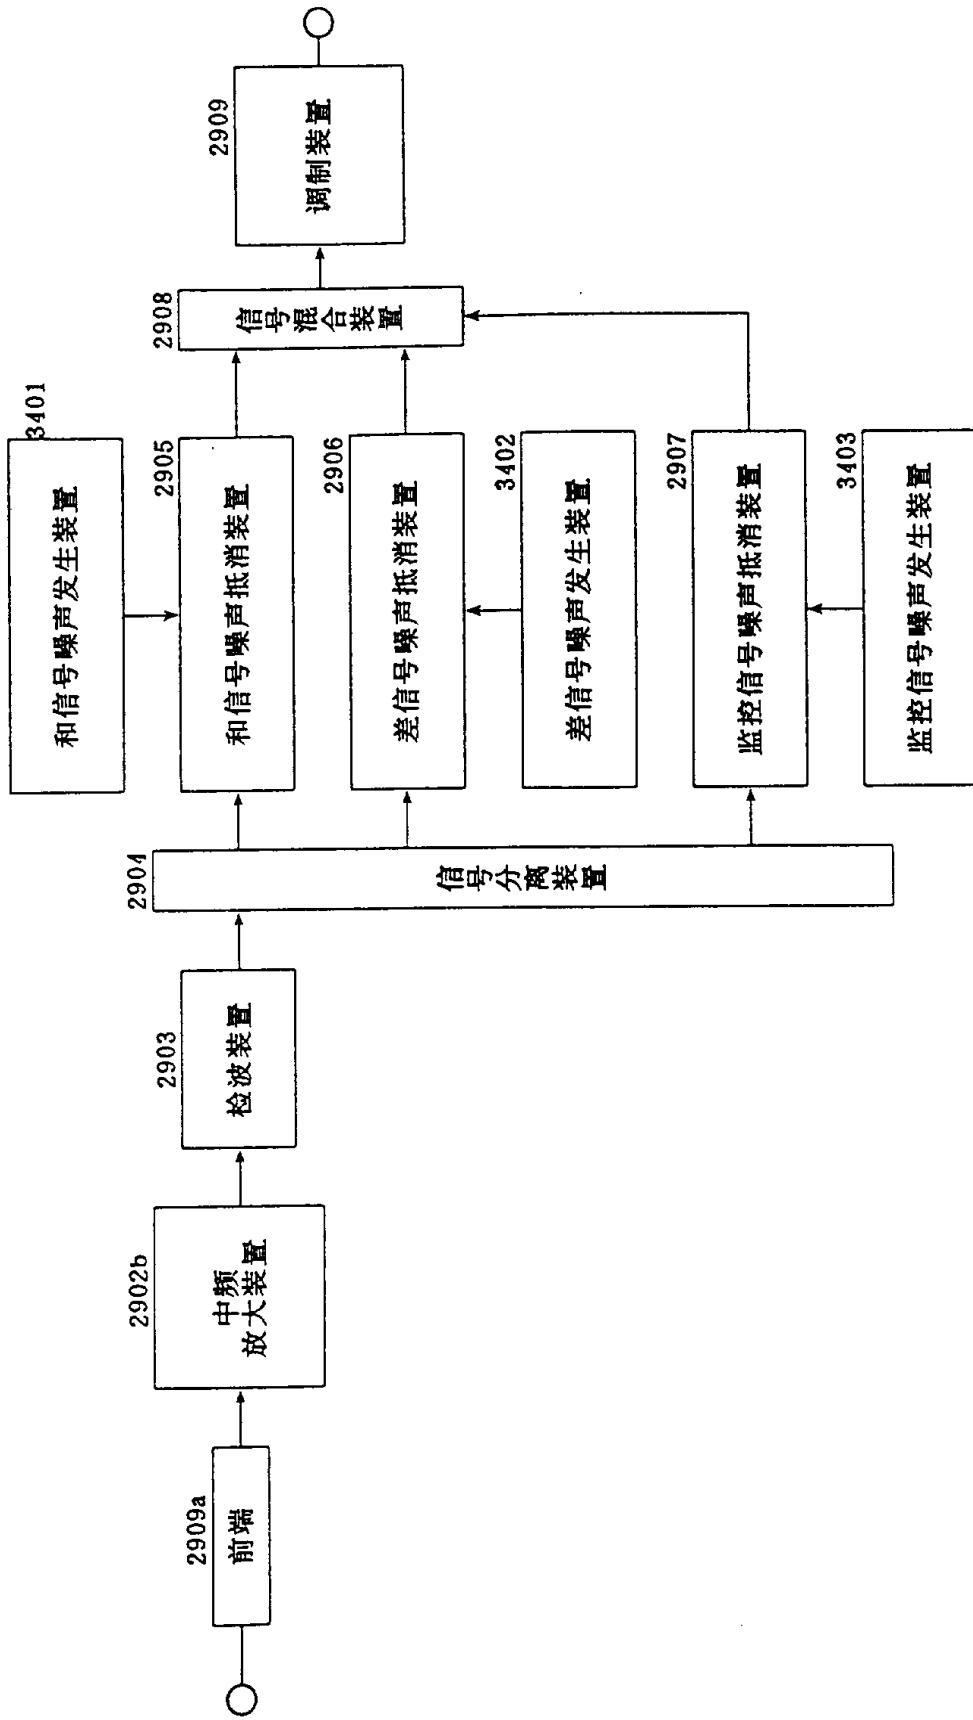 2909a
前端
2902b
中频
放大装置
2903
检波装置
2904
信号分离装置
3401
和信号噪声发生装置
2905
和信号噪声抵消装置
2906
差信号噪声抵消装置
3402
差信号噪声发生装置
2907
监控信号噪声抵消装置
3403
监控信号噪声发生装置
2908
信号混合装置
2909
调制装置